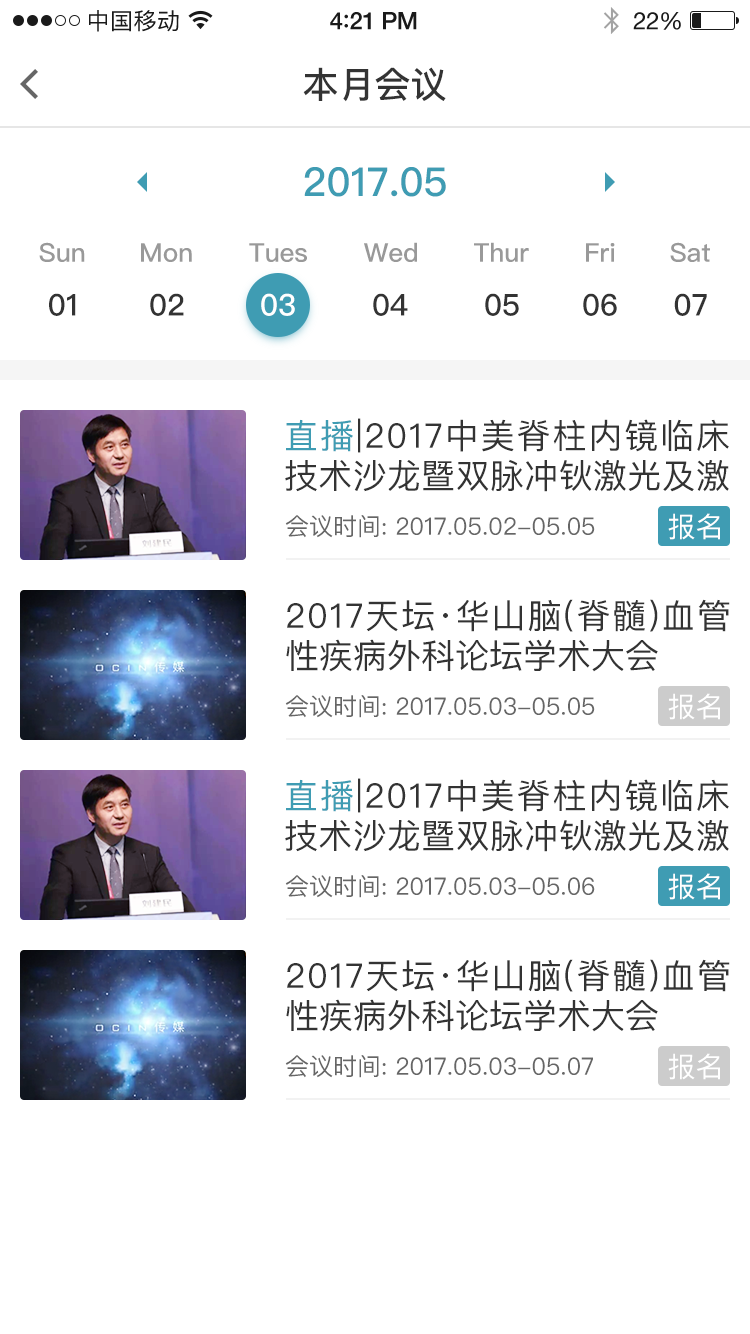 中国移动 4:21 PM 22%
本月会议
2017.05
Sun Mon Tues Wed Thur Fri Sat
01 02 03 04 05 06 07
直播|2017中美脊柱内镜临床
技术沙龙暨双脉冲钬激光及激
会议时间: 2017.05.02-05.05 报名
OCIN传媒
2017天坛·华山脑(脊髓)血管
性疾病外科论坛学术大会
会议时间: 2017.05.03-05.05 报名
直播|2017中美脊柱内镜临床
技术沙龙暨双脉冲钬激光及激
会议时间: 2017.05.03-05.06 报名
OCIN传媒
2017天坛·华山脑(脊髓)血管
性疾病外科论坛学术大会
会议时间: 2017.05.03-05.07 报名